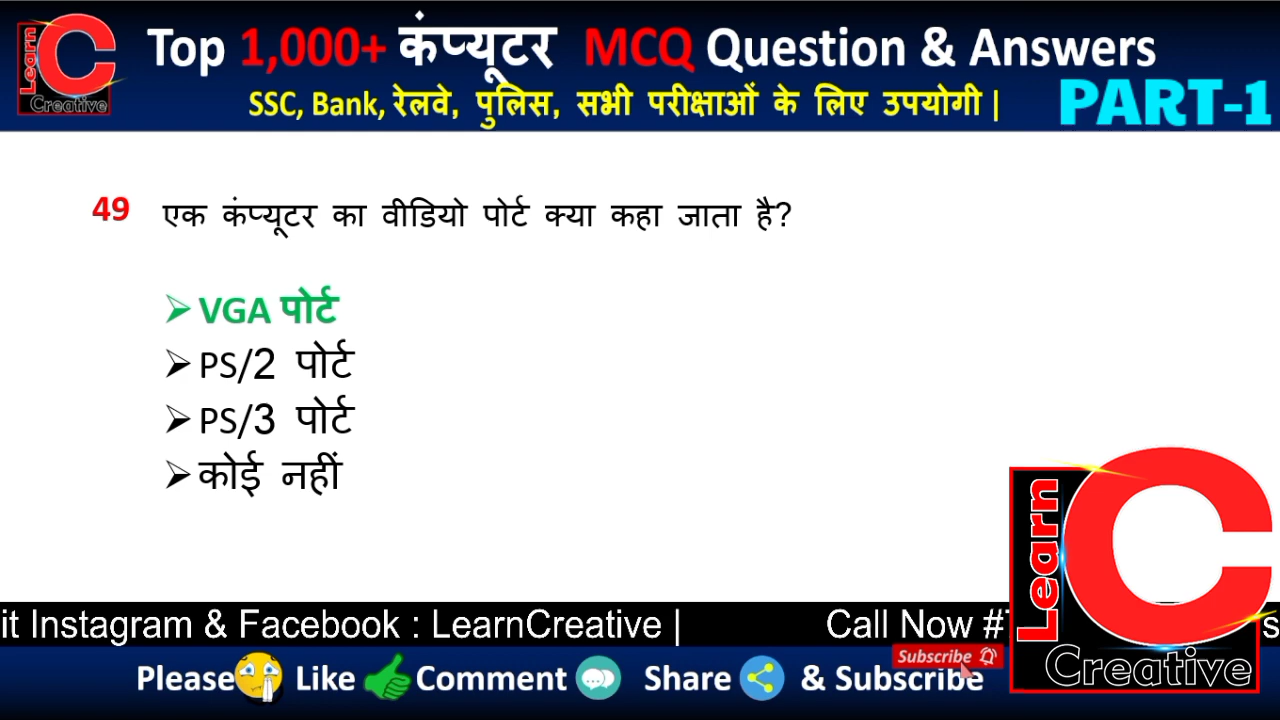 Learn
Creative
Top 1,000+ कंप्यूटर MCQ Question & Answers
SSC, Bank, रेलवे, पुलिस, सभी परीक्षाओं के लिए उपयोगी |
PART-1
49 एक कंप्यूटर का वीडियो पोर्ट क्या कहा जाता है?
➢ VGA पोर्ट
➢ PS/2 पोर्ट
➢ PS/3 पोर्ट
➢ कोई नहीं
Learn
Creative
it Instagram & Facebook : LearnCreative | Call Now #
Subscribe
Please Like Comment Share & Subscribe